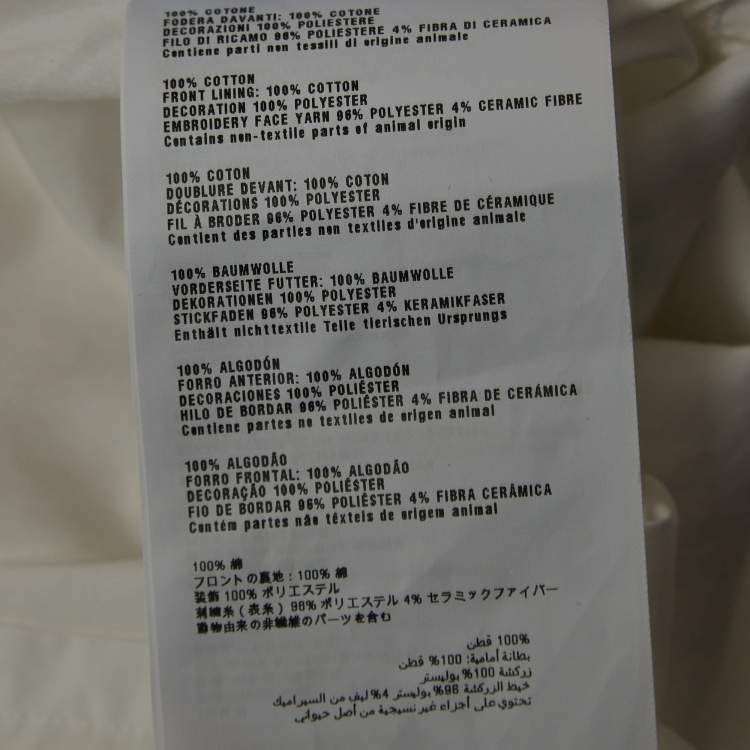 100% COTONE
FODERA DAVANTI: 100% COTONE
DECORAZIONI 100% POLIESTERE
FILO DI RICAMO 96% POLIESTERE 4% FIBRA DI CERAMICA
Contiene parti non tessili di origine animale
100% COTTON
FRONT LINING: 100% COTTON
DECORATION 100% POLYESTER
EMBROIDERY FACE YARN 96% POLYESTER 4% CERAMIC FIBRE
Contains non-textile parts of animal origin
100% COTON
DOUBLURE DEVANT: 100% COTON
DÉCORATIONS 100% POLYESTER
FIL À BRODER 96% POLYESTER 4% FIBRE DE CÉRAMIQUE
Contient des parties non textiles d'origine animale
100% BAUMWOLLE
VORDERSEITE FUTTER: 100% BAUMWOLLE
DEKORATIONEN 100% POLYESTER
STICKFADEN 96% POLYESTER 4% KERAMIKFASER
Enthält nichttextile Teile tierischen Ursprungs
100% ALGODÓN
FORRO ANTERIOR: 100% ALGODÓN
DECORACIONES 100% POLIÉSTER
HILO DE BORDAR 96% POLIÉSTER 4% FIBRA DE CERÁMICA
Contiene partes no textiles de origen animal
100% ALGODÃO
FORRO FRONTAL: 100% ALGODÃO
DECORAÇÃO 100% POLIÉSTER
FIO DE BORDAR 96% POLIÉSTER 4% FIBRA CERÂMICA
Contém partes não têxteis de origem animal
100% 綿
フロントの裏地 : 100% 綿
装飾 100% ポリエステル
刺繍糸 ( 表糸 ) 96% ポリエステル 4% セラミックファイバー
動物由来の非繊維のパーツを含む
100% قطن
بطانة أمامية: 100% قطن
زركشة 100% بوليستر
خيط الزركشة 96% بوليستر 4% ليف من السيراميك
تحتوي على أجزاء غير نسيجية من أصل حيواني